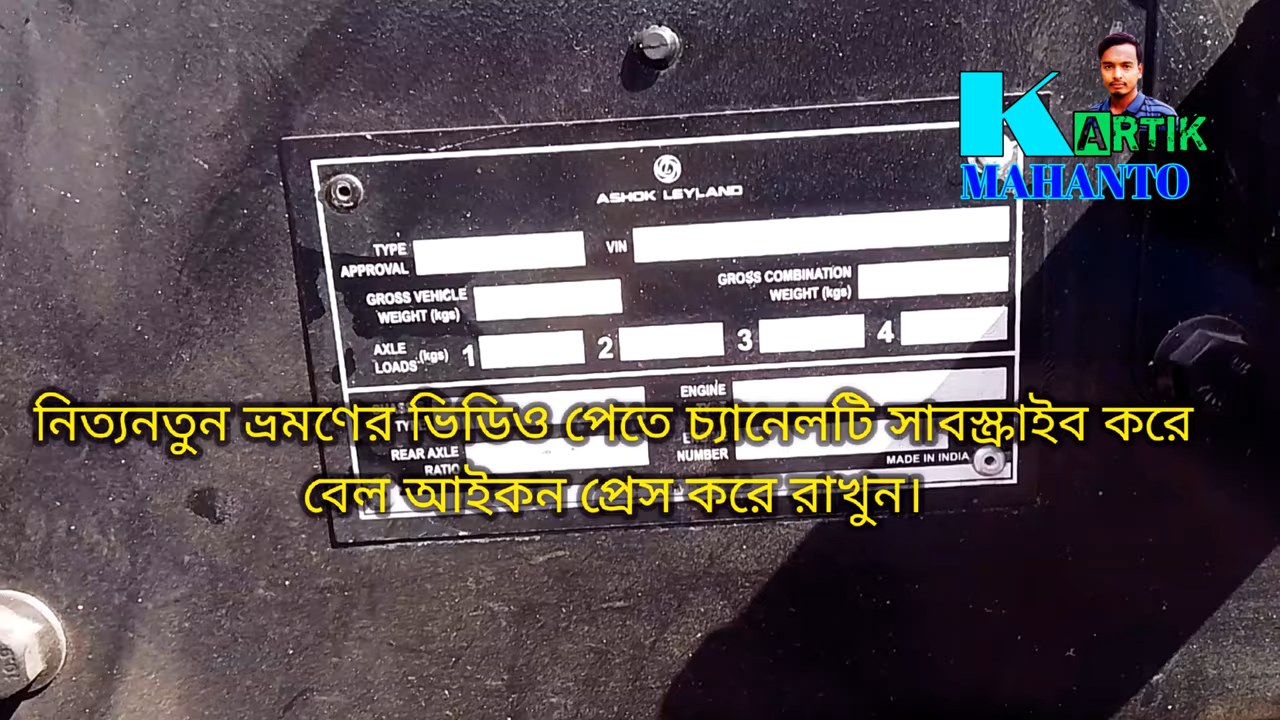 KARTIK
MAHANTO
ASHOK LEYLAND
TYPE APPROVAL
VIN
GROSS VEHICLE WEIGHT (kgs)
GROSS COMBINATION WEIGHT (kgs)
AXLE LOADS (kgs) 1 2 3 4
ENGINE
নিত্যনতুন ভ্রমণের ভিডিও পেতে চ্যানেলটি সাবস্ক্রাইব করে
REAR AXLE RATIO
NUMBER
MADE IN INDIA
বেল আইকন প্রেস করে রাখুন।